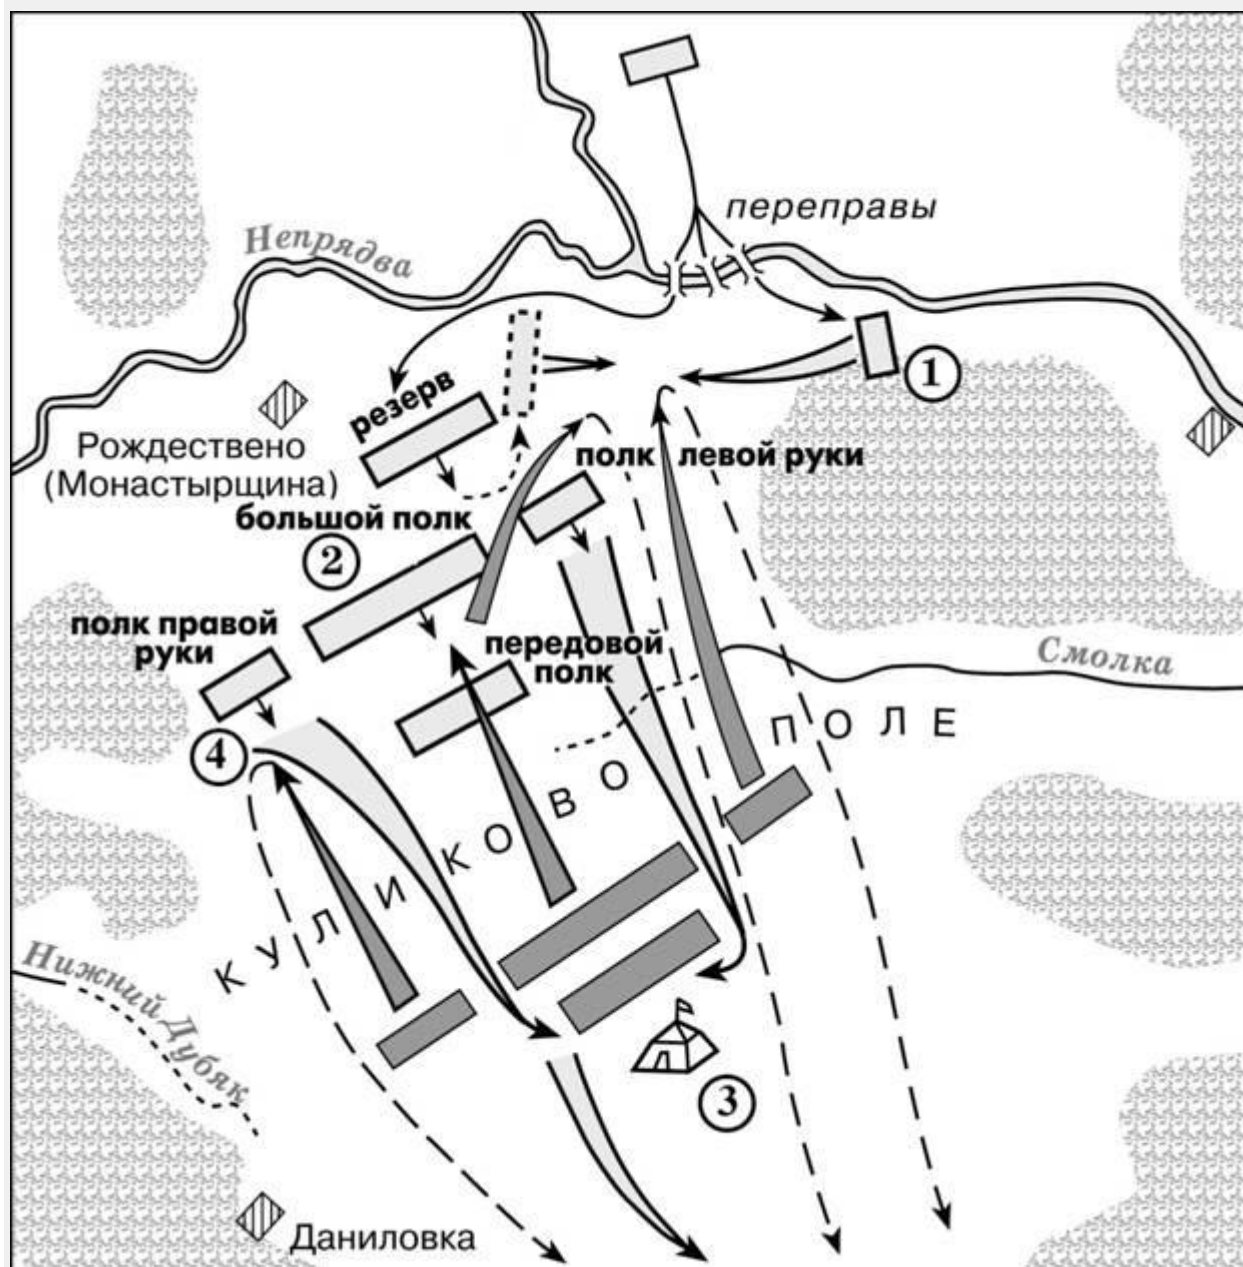 переправы
Непрядва
1
резерв
Рождествено
(Монастырщина)
полк левой руки
большой полк
2
полк правой
руки
передовой
полк
Смолка
4
КУЛИКОВО ПОЛЕ
Нижний Дубяк
3
Даниловка